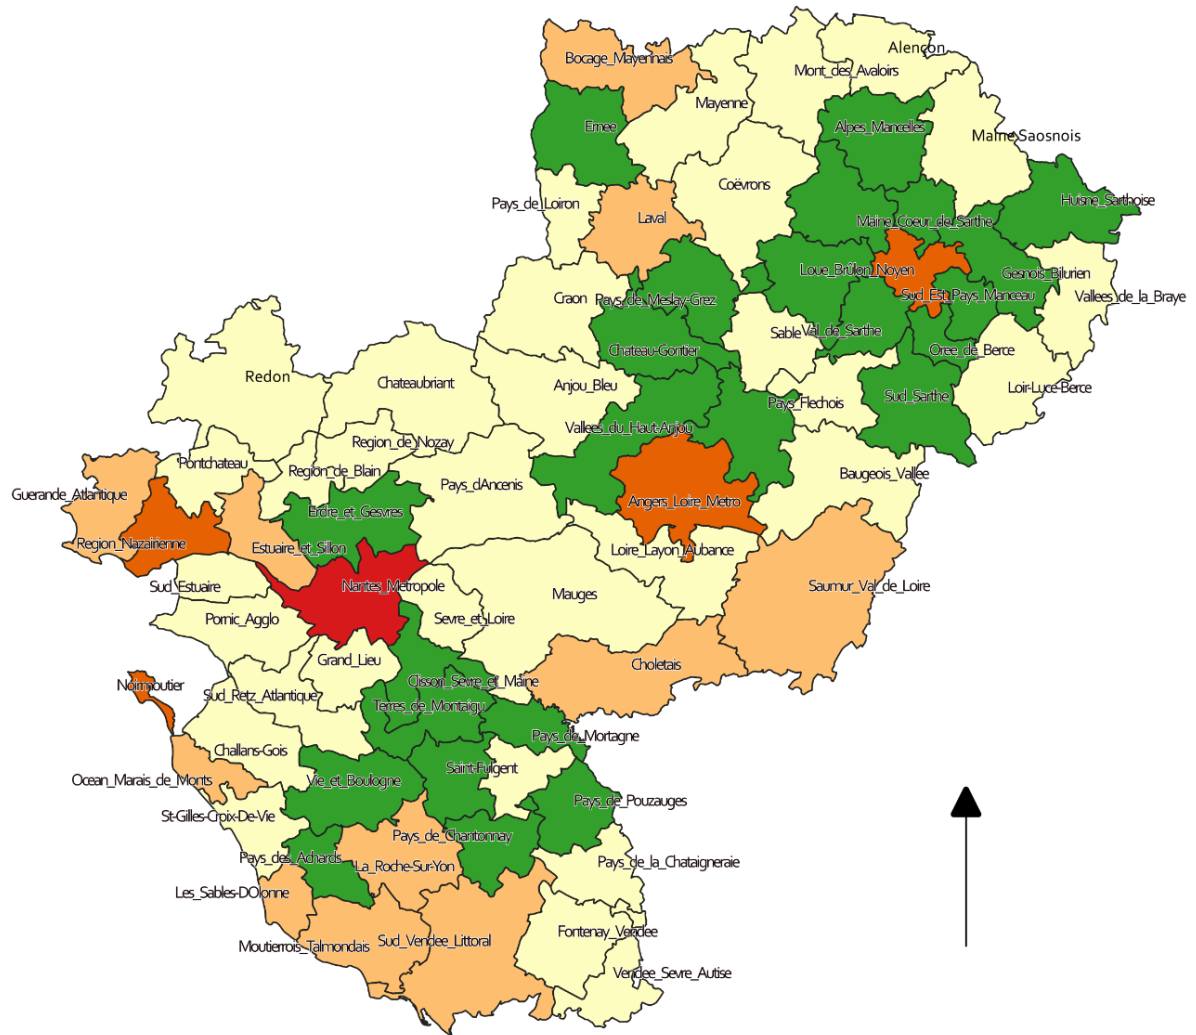 Alençon
Bocage_Mayennais
Mont_des_Avaloirs
Mayenne
Ernee
Alpes_Mancelles
Maine Saosnois
Coëvrons
Pays_de_Loiron
Huisne_Sarthoise
Laval
Maine_Coeur_de_Sarthe
Loue_Brûlon_Noyen
Gesnois_Bilurien
Craon
Pays_de_Meslay-Grez
Sud_Est_Pays_Manceau
Vallees_de_la_Braye
Sable
Val_de_Sarthe
Chateau-Gontier
Oree_de_Berce
Redon
Chateaubriant
Anjou_Bleu
Loir-Luce-Berce
Sud_Sarthe
Pays_Flechois
Vallees_du_Haut-Anjou
Region_de_Nozay
Pontchateau
Region_de_Blain
Baugeois_Vallee
Pays_dAncenis
Guerande_Atlantique
Angers_Loire_Metro
Erdre_et_Gesvres
Region_Nazairienne
Estuaire_et_Sillon
Loire_Layon_Aubance
Sud_Estuaire
Nantes_Metropole
Saumur_Val_de_Loire
Mauges
Pornic_Agglo
Sevre_et_Loire
Grand_Lieu
Choletais
Noirmoutier
Clisson_Sevre_et_Maine
Sud_Retz_Atlantique
Terres_de_Montaigu
Pays_de_Mortagne
Challans-Gois
Saint-Fulgent
Ocean_Marais_de_Monts
Vie_et_Boulogne
Pays_de_Pouzauges
St-Gilles-Croix-De-Vie
Pays_de_Chantonnay
Pays_des_Achards
Pays_de_la_Chataigneraie
La_Roche-Sur-Yon
Les_Sables-DOlonne
Fontenay_Vendee
Moutierrois_Talmondais
Sud_Vendee_Littoral
Vendee_Sevre_Autise